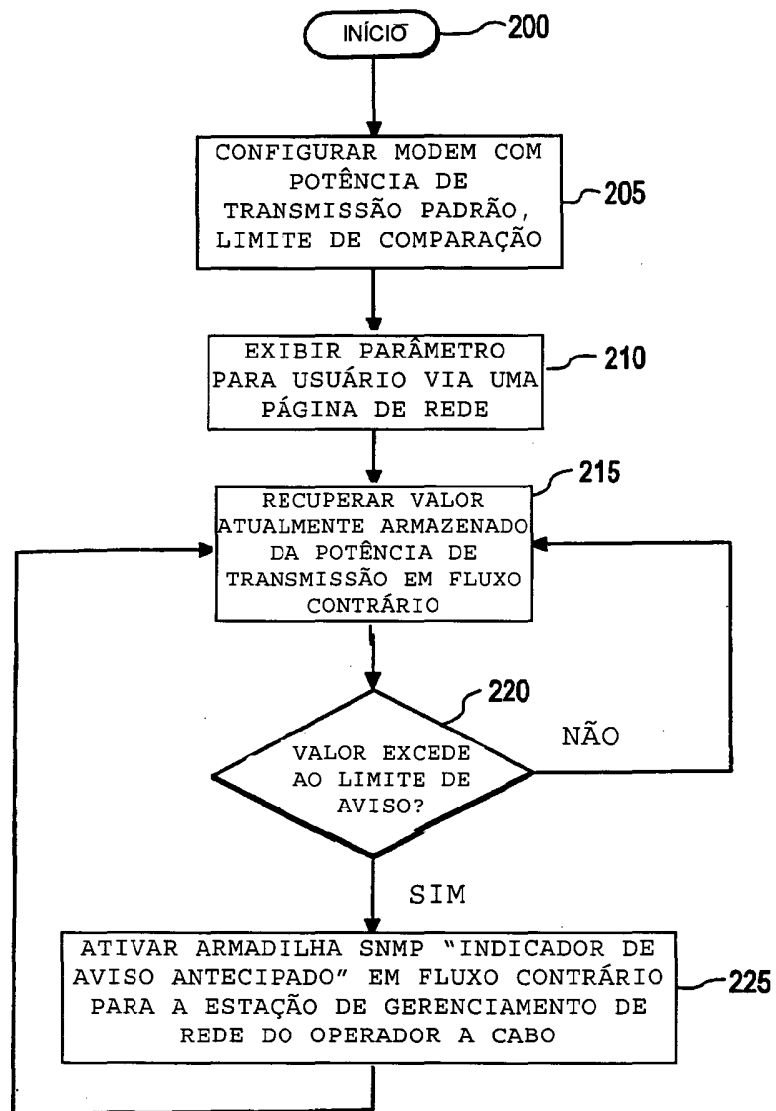 INÍCIO
200
CONFIGURAR MODEM COM
POTÊNCIA DE
TRANSMISSÃO PADRÃO,
LIMITE DE COMPARAÇÃO
205
EXIBIR PARÂMETRO
PARA USUÁRIO VIA UMA
PÁGINA DE REDE
210
215
RECUPERAR VALOR
ATUALMENTE ARMAZENADO
DA POTÊNCIA DE
TRANSMISSÃO EM FLUXO
CONTRÁRIO
220
VALOR EXCEDE
AO LIMITE DE
AVISO?
NÃO
SIM
ATIVAR ARMADILHA SNMP “INDICADOR DE
AVISO ANTECIPADO” EM FLUXO CONTRÁRIO
PARA A ESTAÇÃO DE GERENCIAMENTO DE
REDE DO OPERADOR A CABO
225